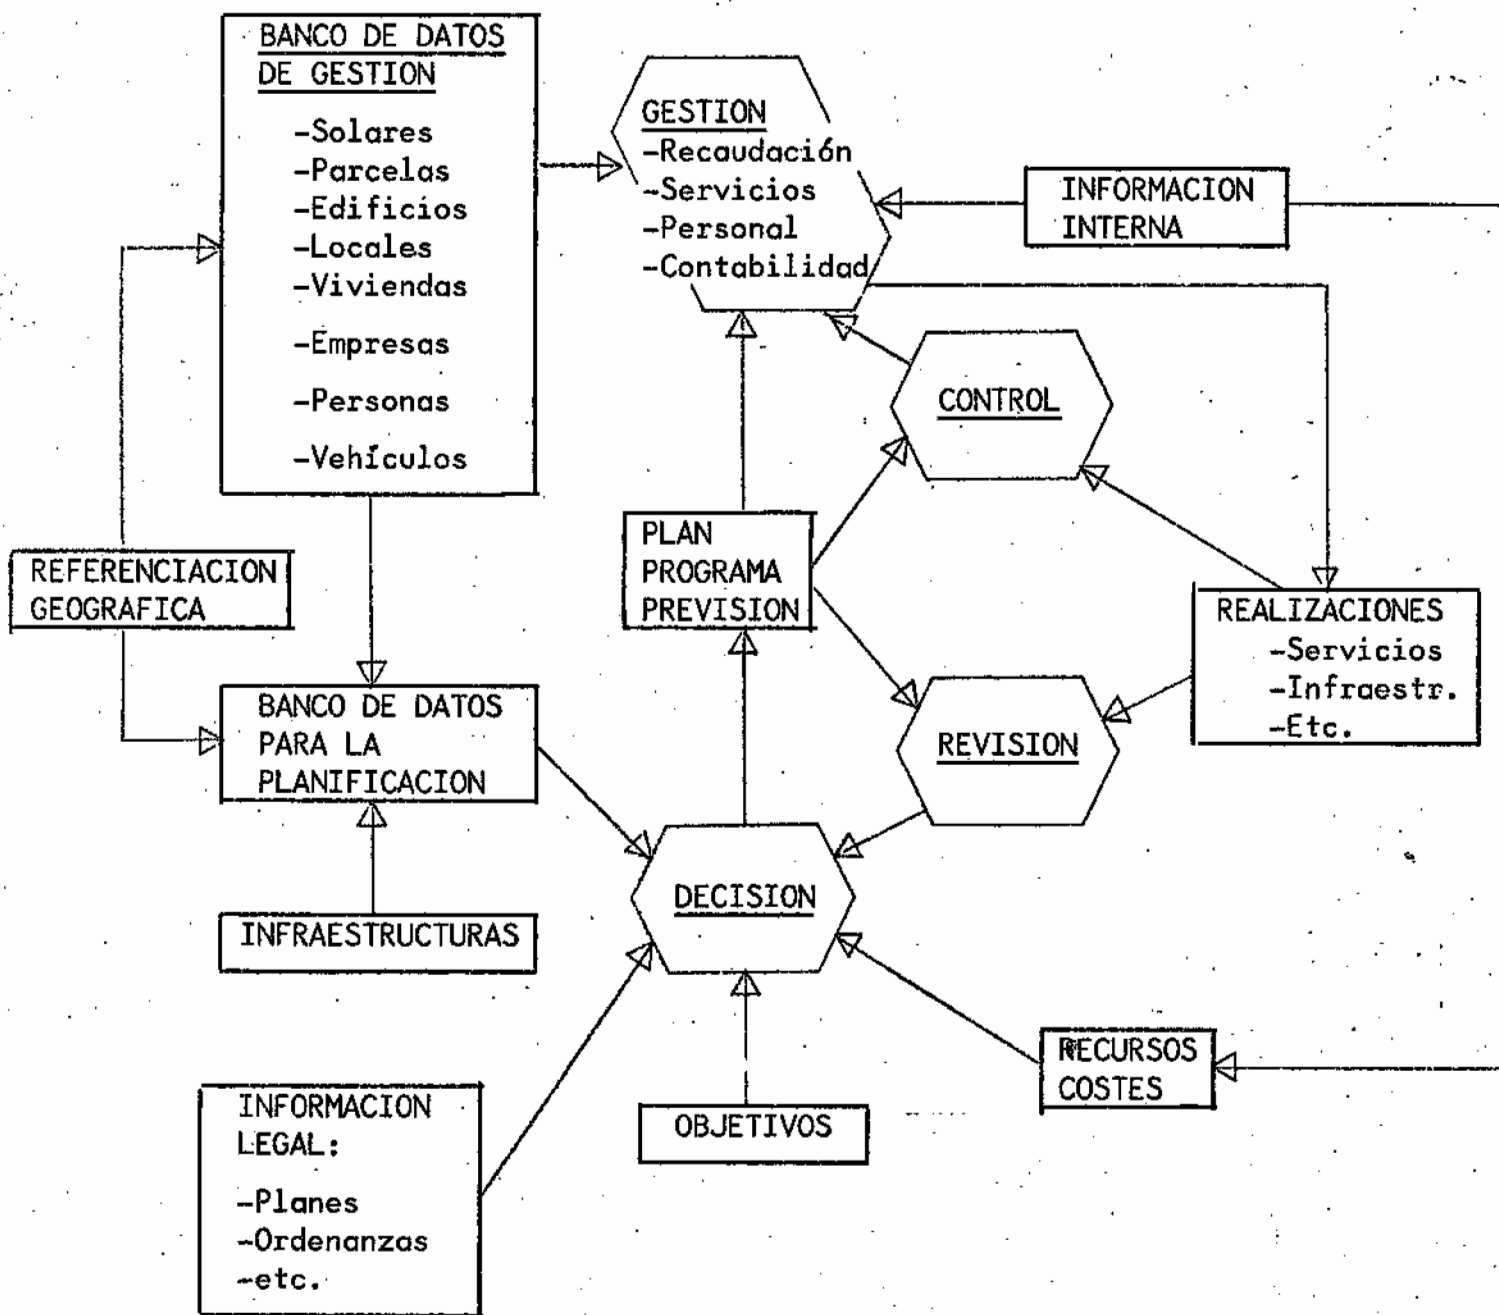 BANCO DE DATOS
DE GESTION
-Solares
-Parcelas
-Edificios
-Locales
-Viviendas
-Empresas
-Personas
-Vehículos
GESTION
-Recaudación
-Servicios
-Personal
-Contabilidad
INFORMACION
INTERNA
CONTROL
REFERENCIACION
GEOGRAFICA
PLAN
PROGRAMA
PREVISION
REALIZACIONES
-Servicios
-Infraestr.
-Etc.
BANCO DE DATOS
PARA LA
PLANIFICACION
REVISION
DECISION
INFRAESTRUCTURAS
RECURSOS
COSTES
INFORMACION
LEGAL:
-Planes
-Ordenanzas
-etc.
OBJETIVOS